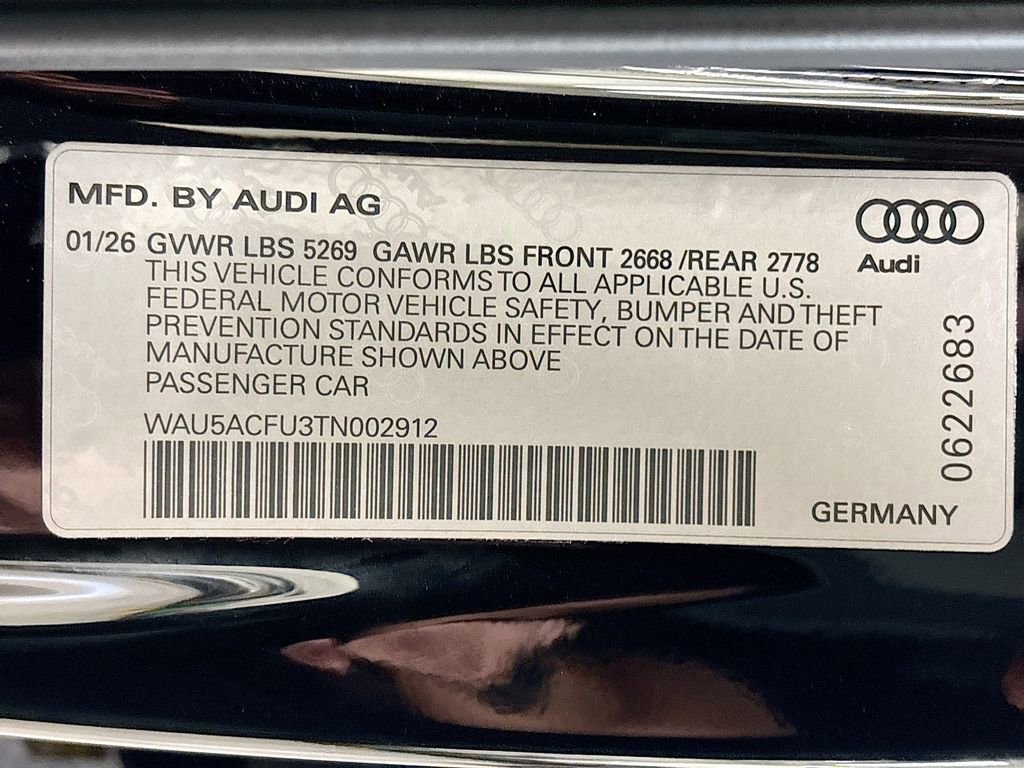 MFD. BY AUDI AG
01/26 GVWR LBS 5269 GAWR LBS FRONT 2668 /REAR 2778
THIS VEHICLE CONFORMS TO ALL APPLICABLE U.S.
FEDERAL MOTOR VEHICLE SAFETY, BUMPER AND THEFT
PREVENTION STANDARDS IN EFFECT ON THE DATE OF
MANUFACTURE SHOWN ABOVE
PASSENGER CAR
WAU5ACFU3TN002912
Audi
0622683
GERMANY